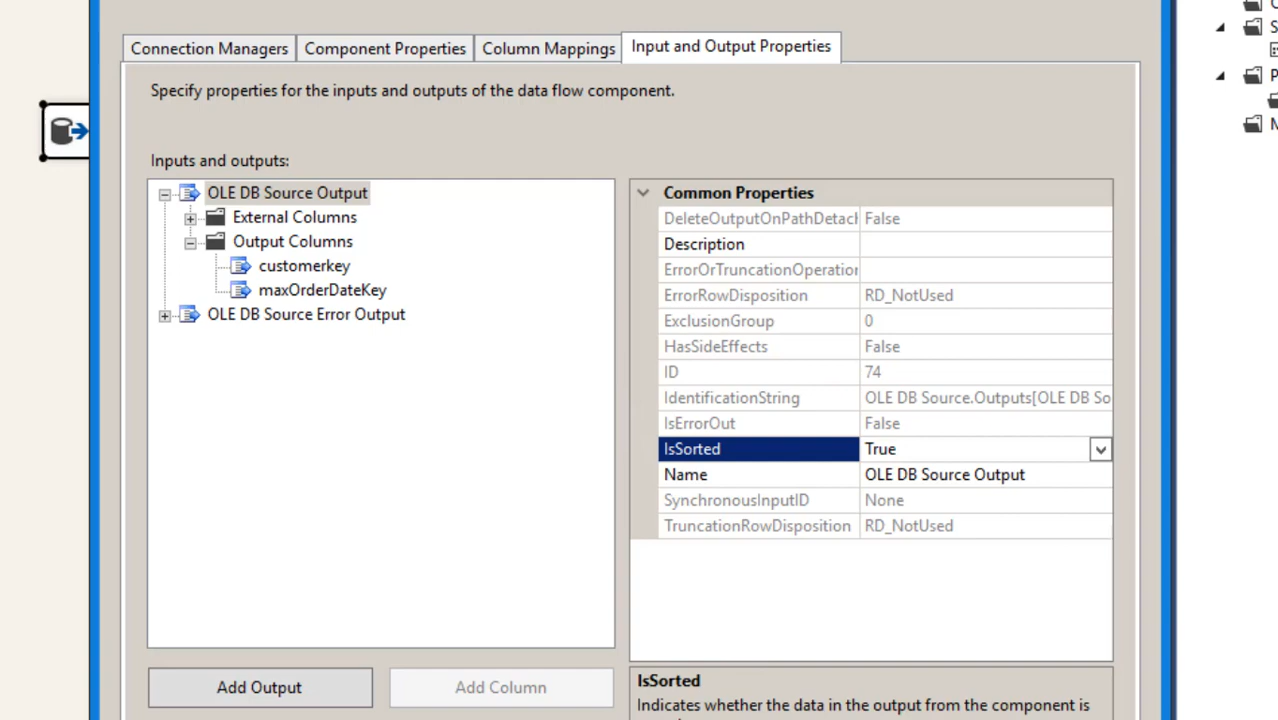 Connection Managers
Component Properties
Column Mappings
Input and Output Properties
Specify properties for the inputs and outputs of the data flow component.
Inputs and outputs:
OLE DB Source Output
External Columns
Output Columns
customerkey
maxOrderDateKey
OLE DB Source Error Output
Add Output
Add Column
Common Properties
DeleteOutputOnPathDetach False
Description
ErrorOrTruncationOperation
ErrorRowDisposition RD_NotUsed
ExclusionGroup 0
HasSideEffects False
ID 74
IdentificationString OLE DB Source.Outputs[OLE DB So
IsErrorOut False
IsSorted True
Name OLE DB Source Output
SynchronousInputID None
TruncationRowDisposition RD_NotUsed
IsSorted
Indicates whether the data in the output from the component is